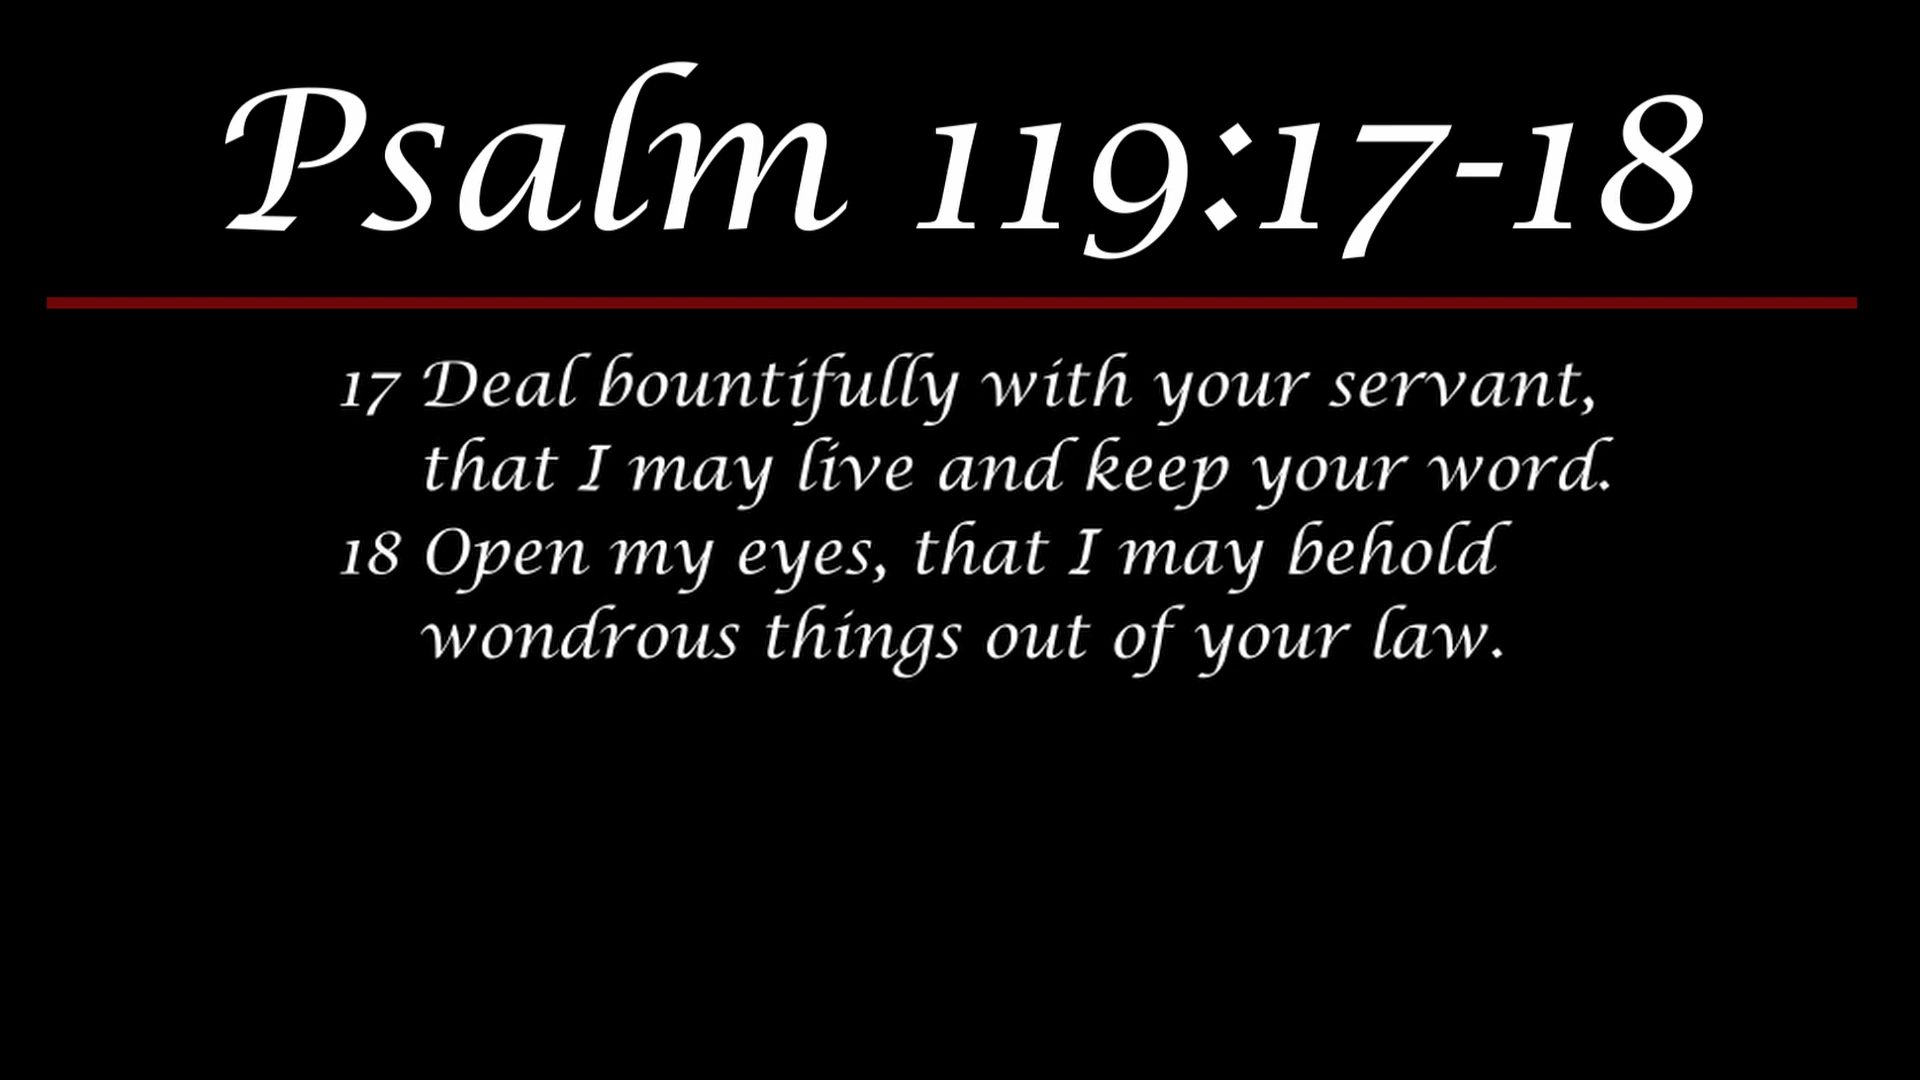 Psalm 119:17-18
17 Deal bountifully with your servant,
that I may live and keep your word.
18 Open my eyes, that I may behold
wondrous things out of your law.